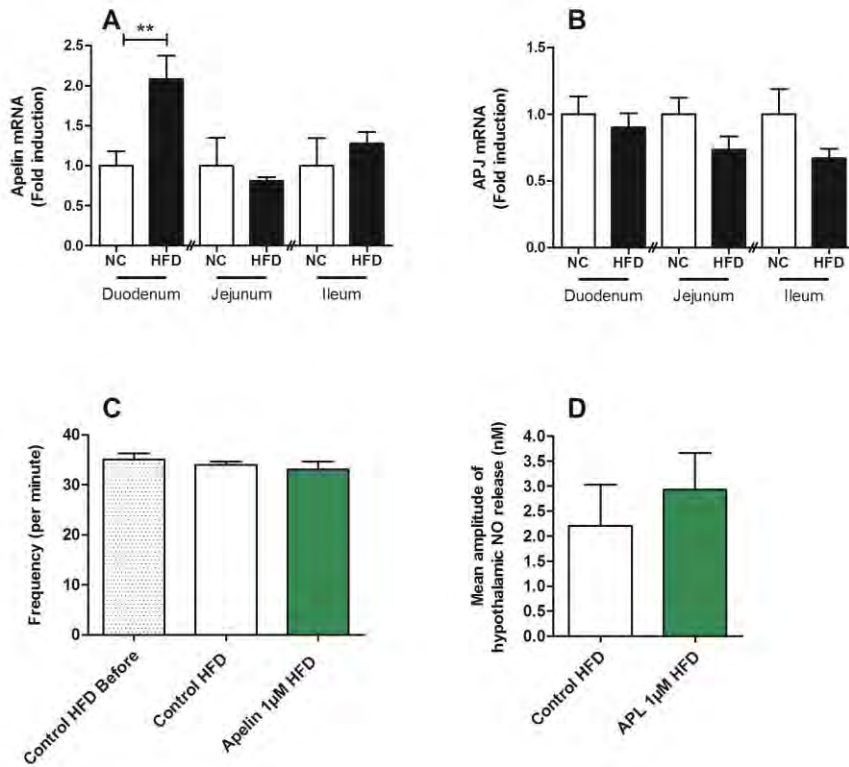 A
**
Apelin mRNA
(Fold induction)
2.5
2.0
1.5
1.0
0.5
0.0
NC HFD NC HFD NC HFD
Duodenum Jejunum Ileum
B
APJ mRNA
(Fold induction)
1.5
1.0
0.5
0.0
NC HFD NC HFD NC HFD
Duodenum Jejunum Ileum
C
Frequency (per minute)
40
30
20
10
0
Control HFD Before
Control HFD
Apelin 1µM HFD
D
Mean amplitude of
hypothalamic NO release (nM)
4.0
3.5
3.0
2.5
2.0
1.5
1.0
0.5
0.0
Control HFD
APL 1µM HFD